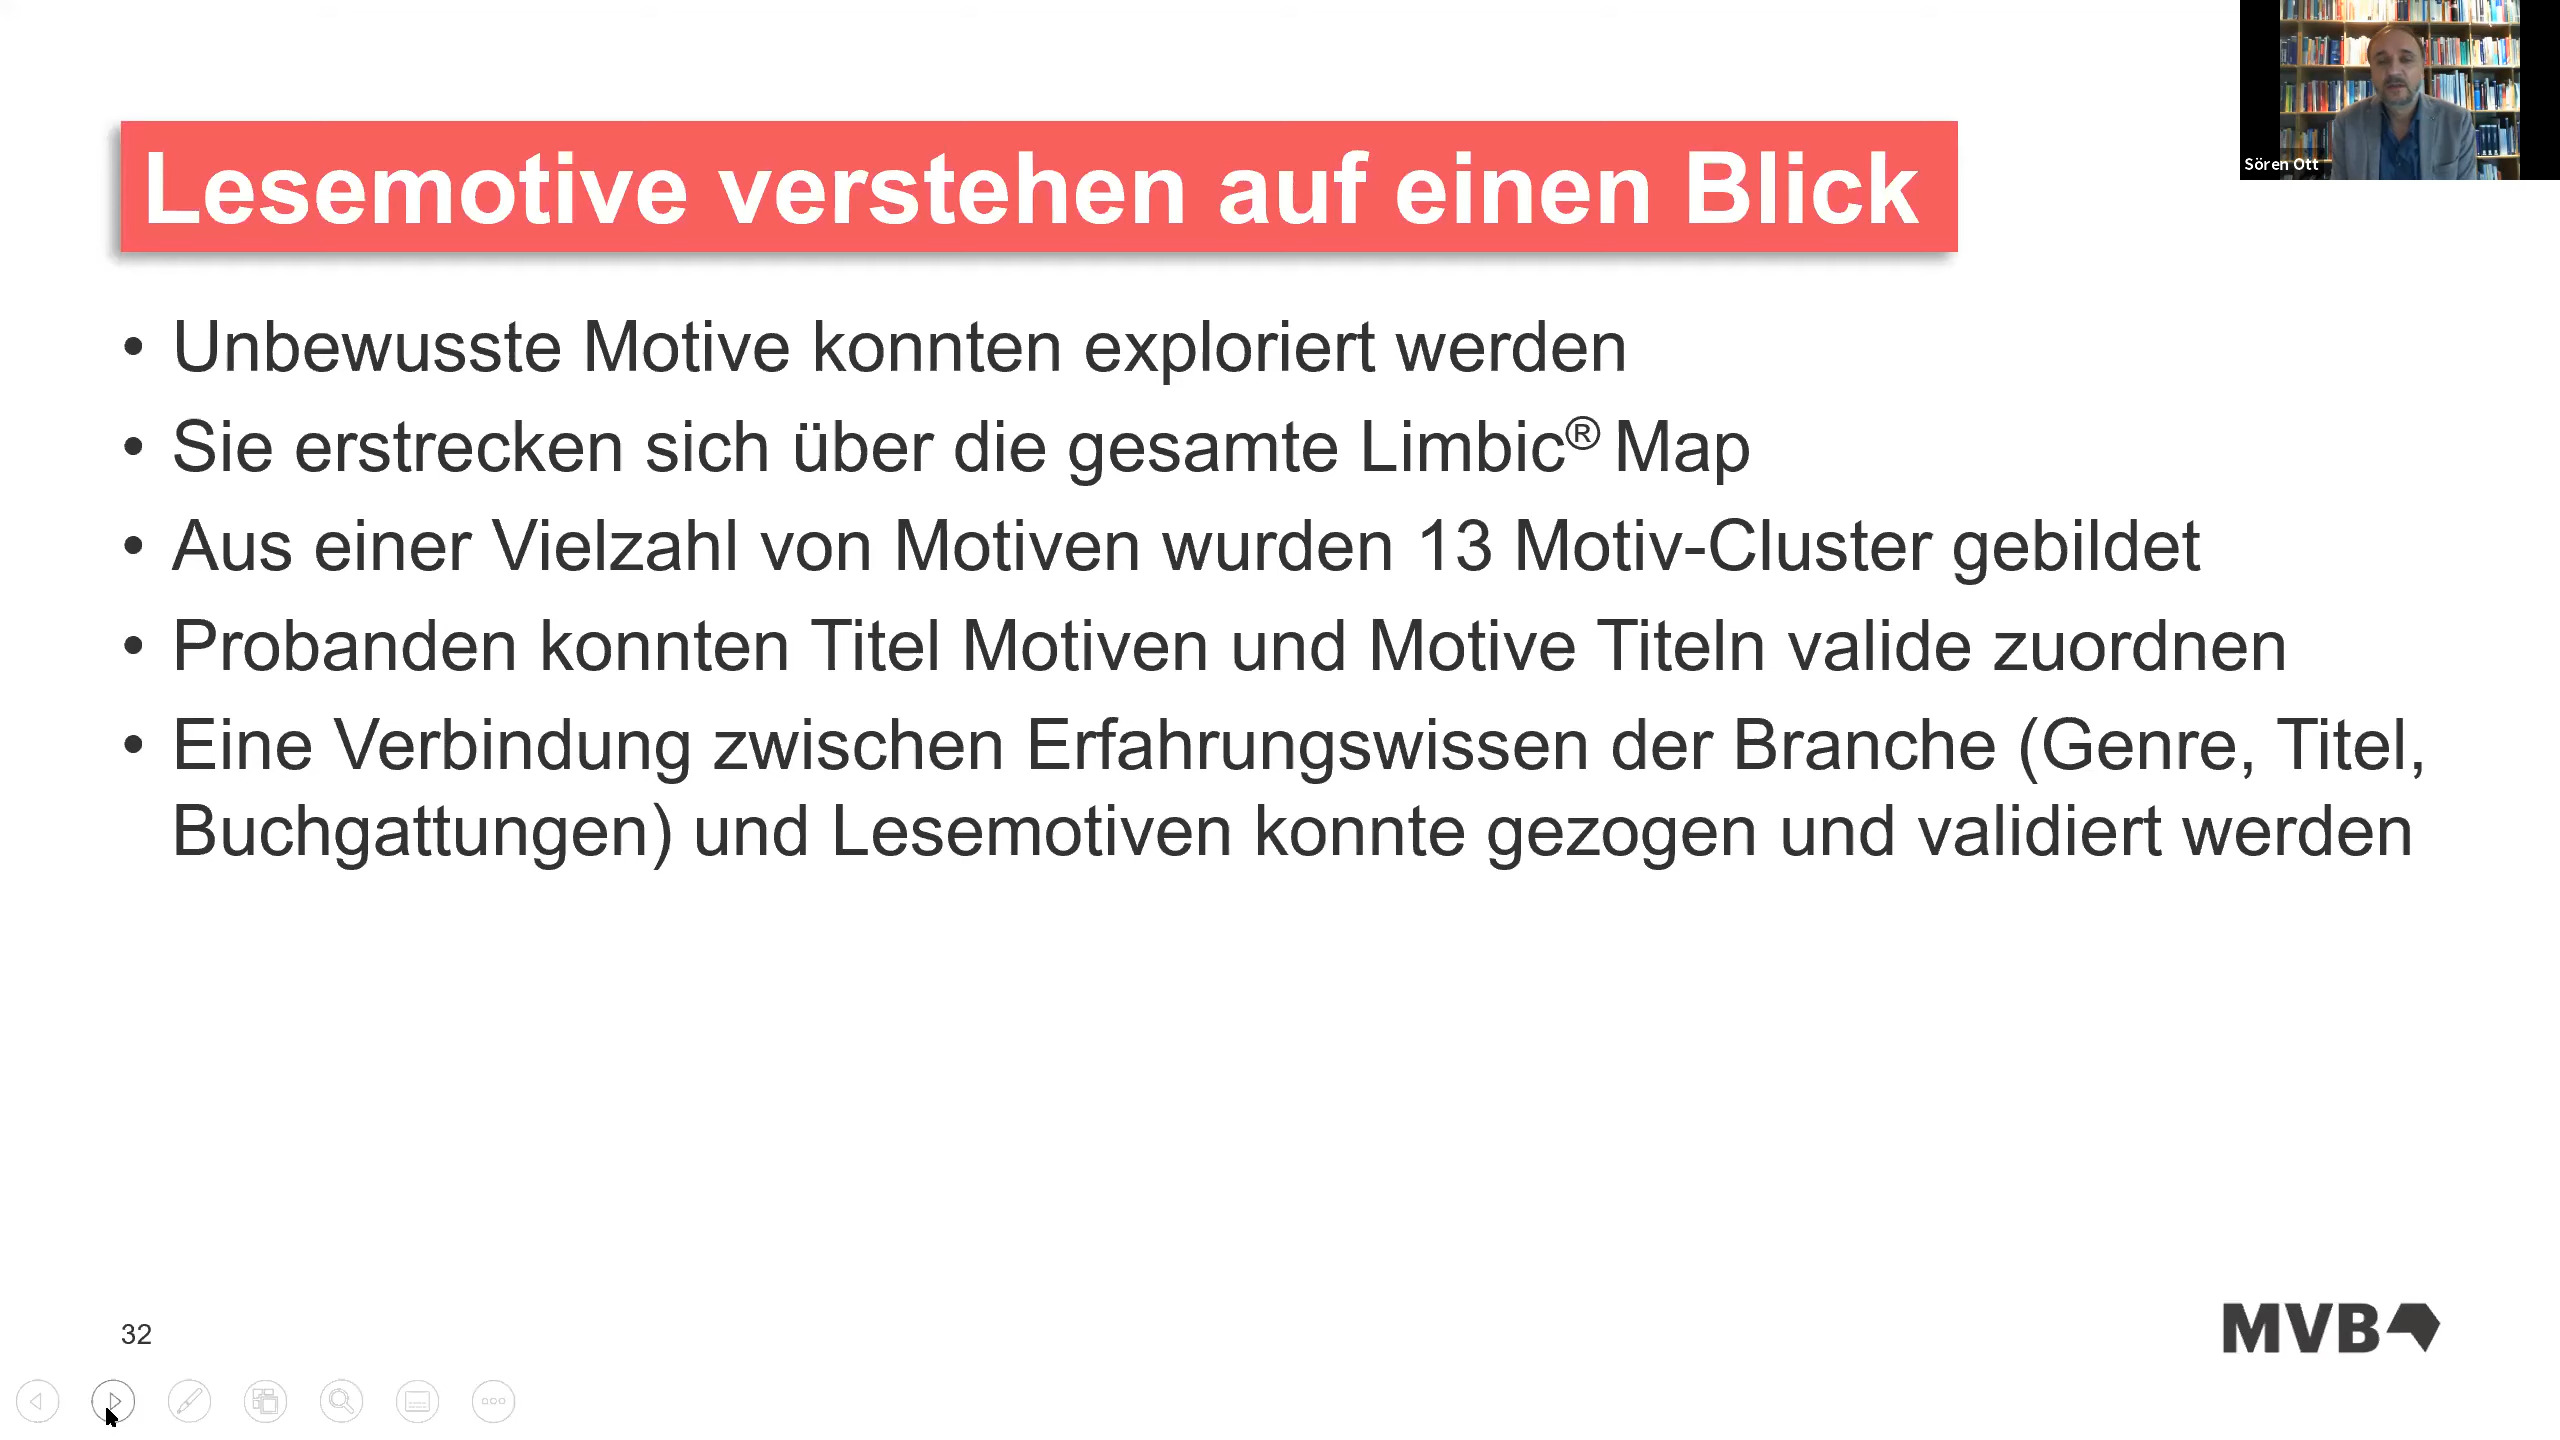 Sören Ott
Lesemotive verstehen auf einen Blick
• Unbewusste Motive konnten exploriert werden
• Sie erstrecken sich über die gesamte Limbic® Map
• Aus einer Vielzahl von Motiven wurden 13 Motiv-Cluster gebildet
• Probanden konnten Titel Motiven und Motive Titeln valide zuordnen
• Eine Verbindung zwischen Erfahrungswissen der Branche (Genre, Titel,
Buchgattungen) und Lesemotiven konnte gezogen und validiert werden
32
MVB